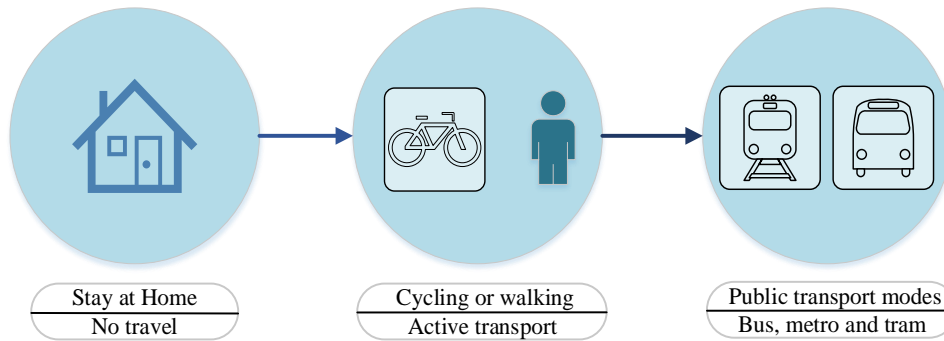 Stay at Home
No travel
Cycling or walking
Active transport
Public transport modes
Bus, metro and tram